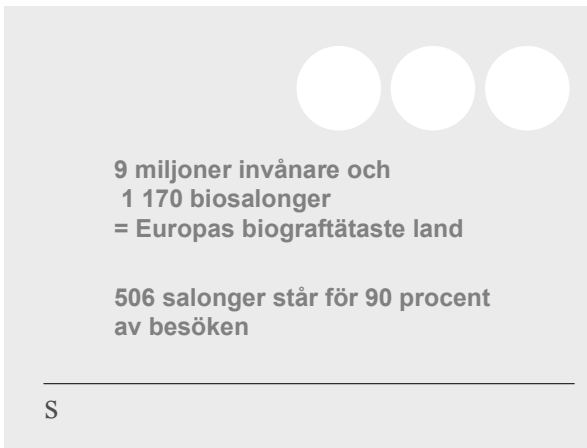 9 miljoner invånare och
1 170 biosalonger
= Europas biograftätaste land
506 salonger står för 90 procent
av besöken
S